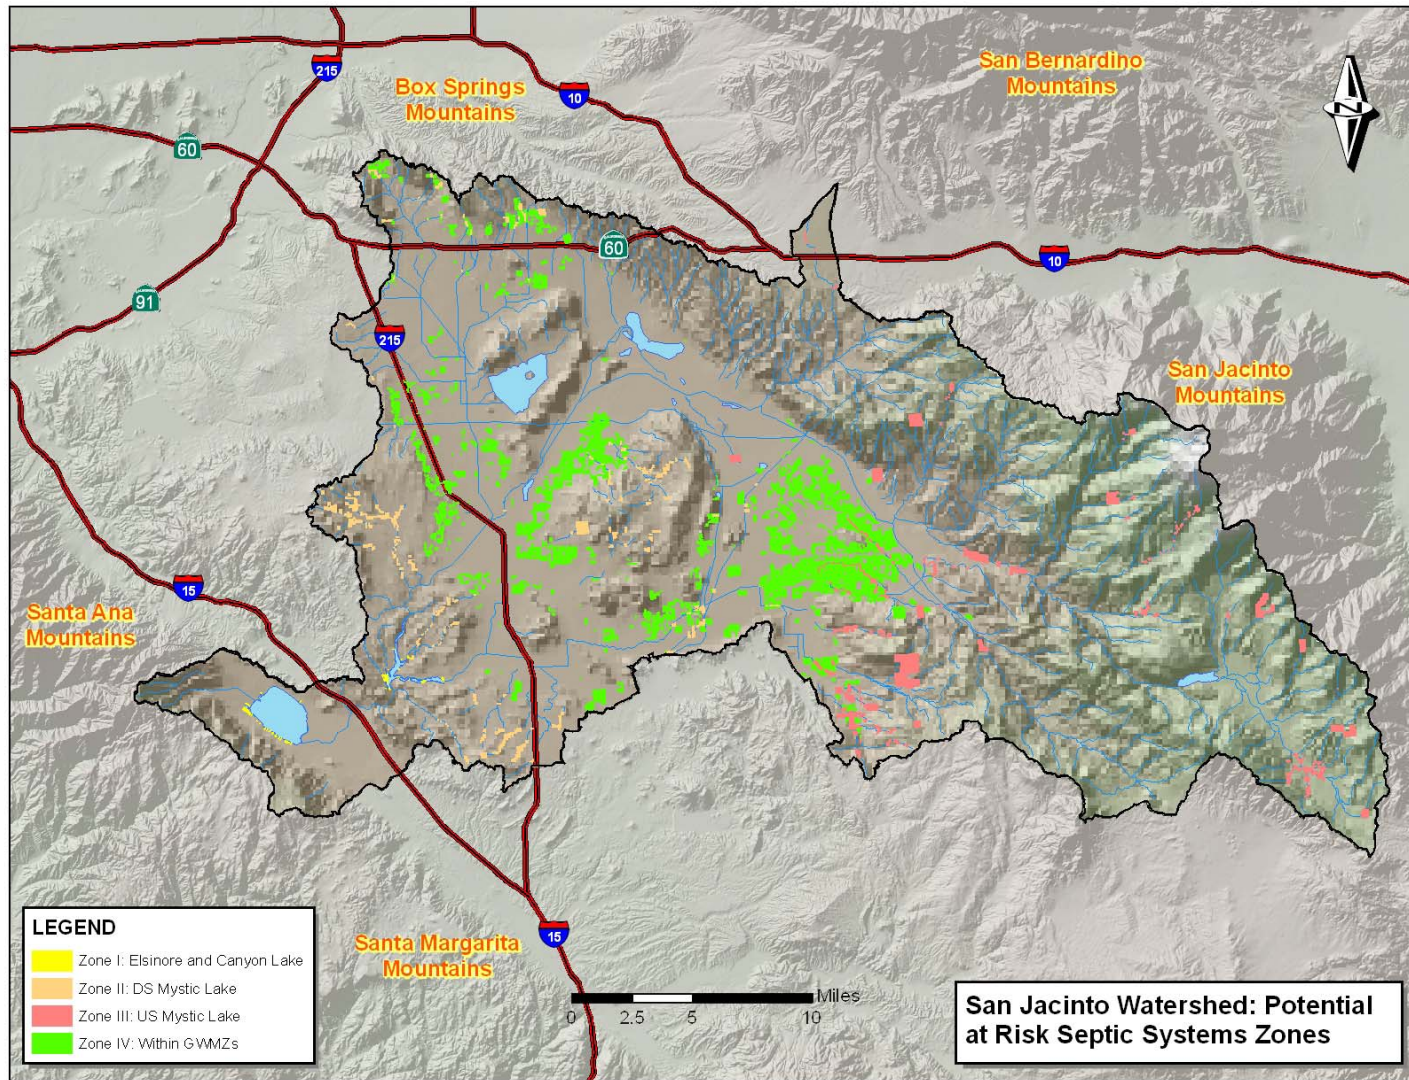 215
Box Springs
Mountains
10
San Bernardino
Mountains
N
CALIFORNIA
60
CALIFORNIA
60
10
CALIFORNIA
91
215
San Jacinto
Mountains
15
Santa Ana
Mountains
LEGEND
Zone I: Elsinore and Canyon Lake
Zone II: DS Mystic Lake
Zone III: US Mystic Lake
Zone IV: Within GWMZs
Santa Margarita
Mountains
15
Miles
0 2.5 5 10
San Jacinto Watershed: Potential
at Risk Septic Systems Zones